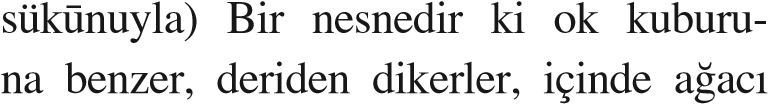 sükūnuyla) Bir nesnedir ki ok kuburu-
na benzer, deriden dikerler, içinde ağacı